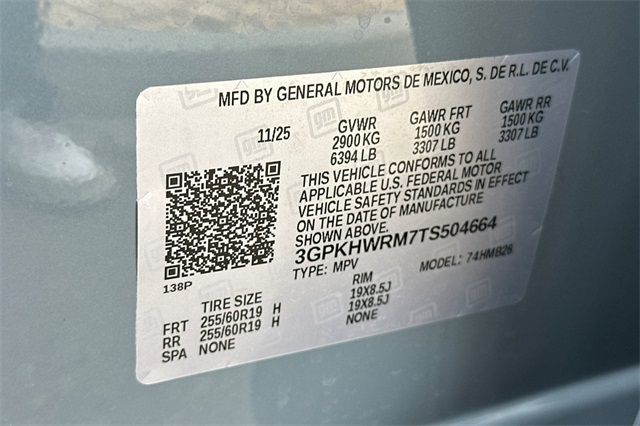 MFD BY GENERAL MOTORS DE MEXICO, S. DE R.L. DE C.V.
11/25 GVWR GAWR FRT GAWR RR
2900 KG 1500 KG 1500 KG
6394 LB 3307 LB 3307 LB
THIS VEHICLE CONFORMS TO ALL
APPLICABLE U.S. FEDERAL MOTOR
VEHICLE SAFETY STANDARDS IN EFFECT
ON THE DATE OF MANUFACTURE
SHOWN ABOVE.
3GPKHWRM7TS504664
138P TYPE: MPV MODEL: 74HMB26
TIRE SIZE RIM
FRT 255/60R19 H 19X8.5J
RR 255/60R19 H 19X8.5J
SPA NONE NONE